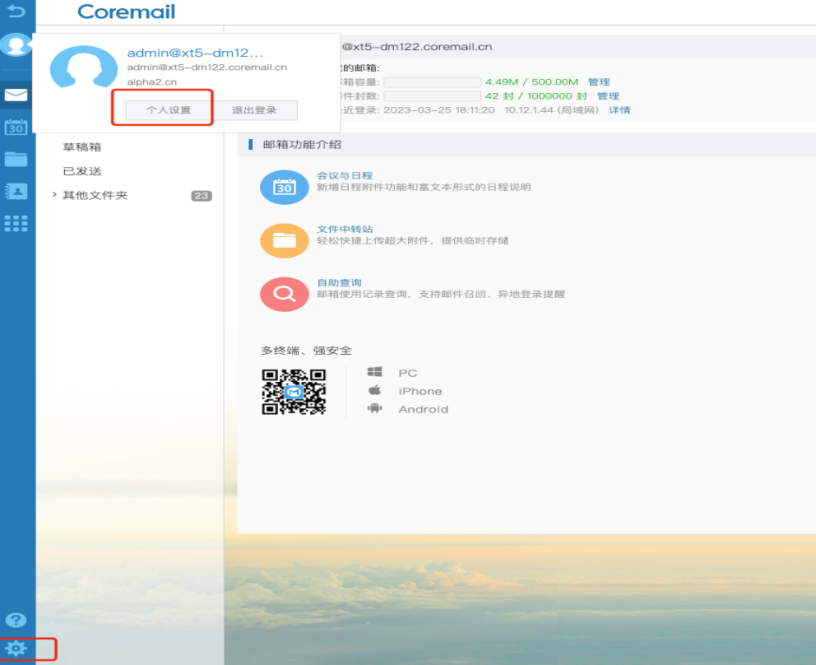 Coremail
admin@xt5-dm12...
admin@xt5-dm122.coremail.cn
alpha2.cn
个人设置
退出登录
@xt5-dm122.coremail.cn
的邮箱:
箱容量: 4.49M / 500.00M 管理
件封数: 42 封 / 1000000 封 管理
近登录: 2023-03-25 18:11:20 10.12.1.44 (局域网) 详情
30
草稿箱
已发送
其他文件夹 23
邮箱功能介绍
30
会议与日程
新增日程附件功能和富文本形式的日程说明
文件中转站
轻松快捷上传超大附件，提供临时存储
自助查询
邮箱使用记录查询，支持邮件召回、异地登录提醒
多终端、强安全
PC
iPhone
Android